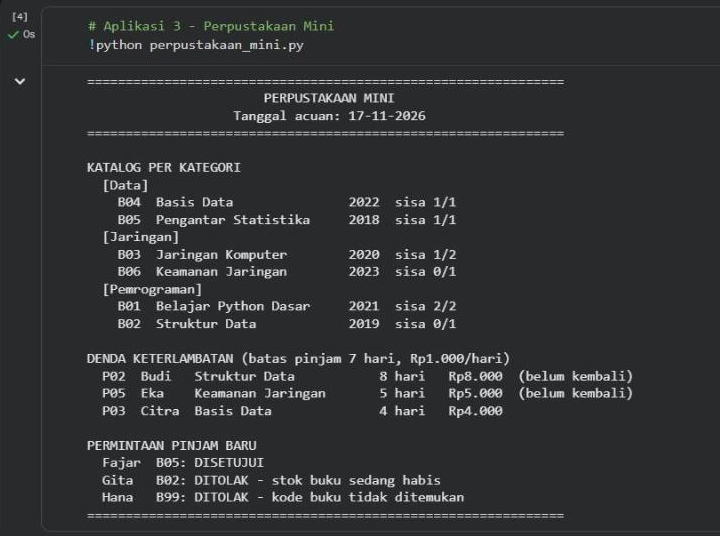 [4]
0s
# Aplikasi 3 - Perpustakaan Mini
!python perpustakaan_mini.py
==============================================================
PERPUSTAKAAN MINI
Tanggal acuan: 17-11-2026
==============================================================
KATALOG PER KATEGORI
[Data]
B04  Basis Data               2022  sisa 1/1
B05  Pengantar Statistika     2018  sisa 1/1
[Jaringan]
B03  Jaringan Komputer        2020  sisa 1/2
B06  Keamanan Jaringan        2023  sisa 0/1
[Pemrograman]
B01  Belajar Python Dasar     2021  sisa 2/2
B02  Struktur Data            2019  sisa 0/1
DENDA KETERLAMBATAN (batas pinjam 7 hari, Rp1.000/hari)
P02  Budi   Struktur Data           8 hari   Rp8.000  (belum kembali)
P05  Eka    Keamanan Jaringan       5 hari   Rp5.000  (belum kembali)
P03  Citra  Basis Data              4 hari   Rp4.000
PERMINTAAN PINJAM BARU
Fajar  B05: DISETUJUI
Gita   B02: DITOLAK - stok buku sedang habis
Hana   B99: DITOLAK - kode buku tidak ditemukan
==============================================================